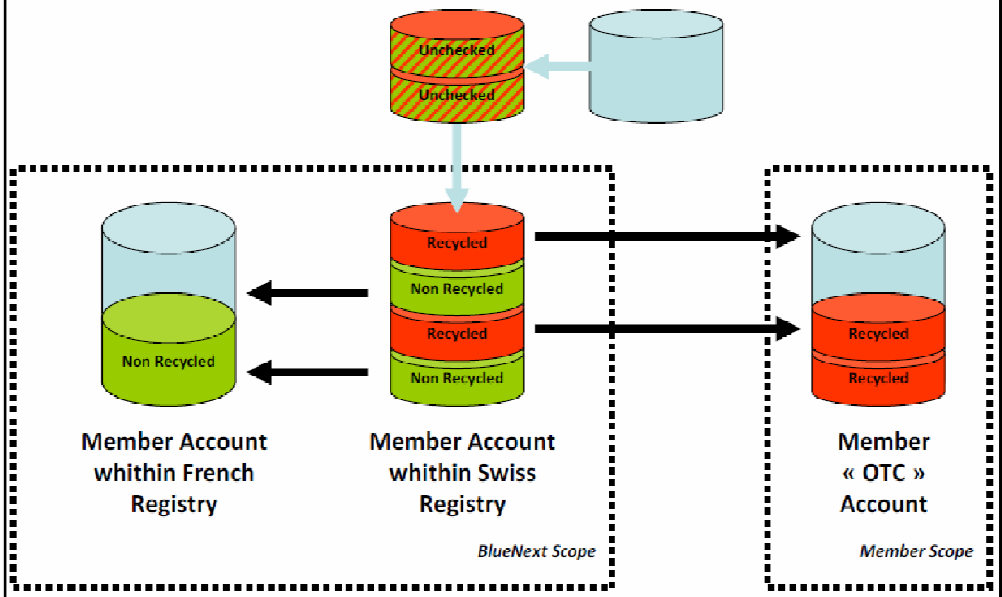 Unchecked
Unchecked
Recycled
Non Recycled
Recycled
Non Recycled
Non Recycled
Recycled
Recycled
Member Account
whithin French
Registry
Member Account
whithin Swiss
Registry
Member
« OTC »
Account
BlueNext Scope
Member Scope